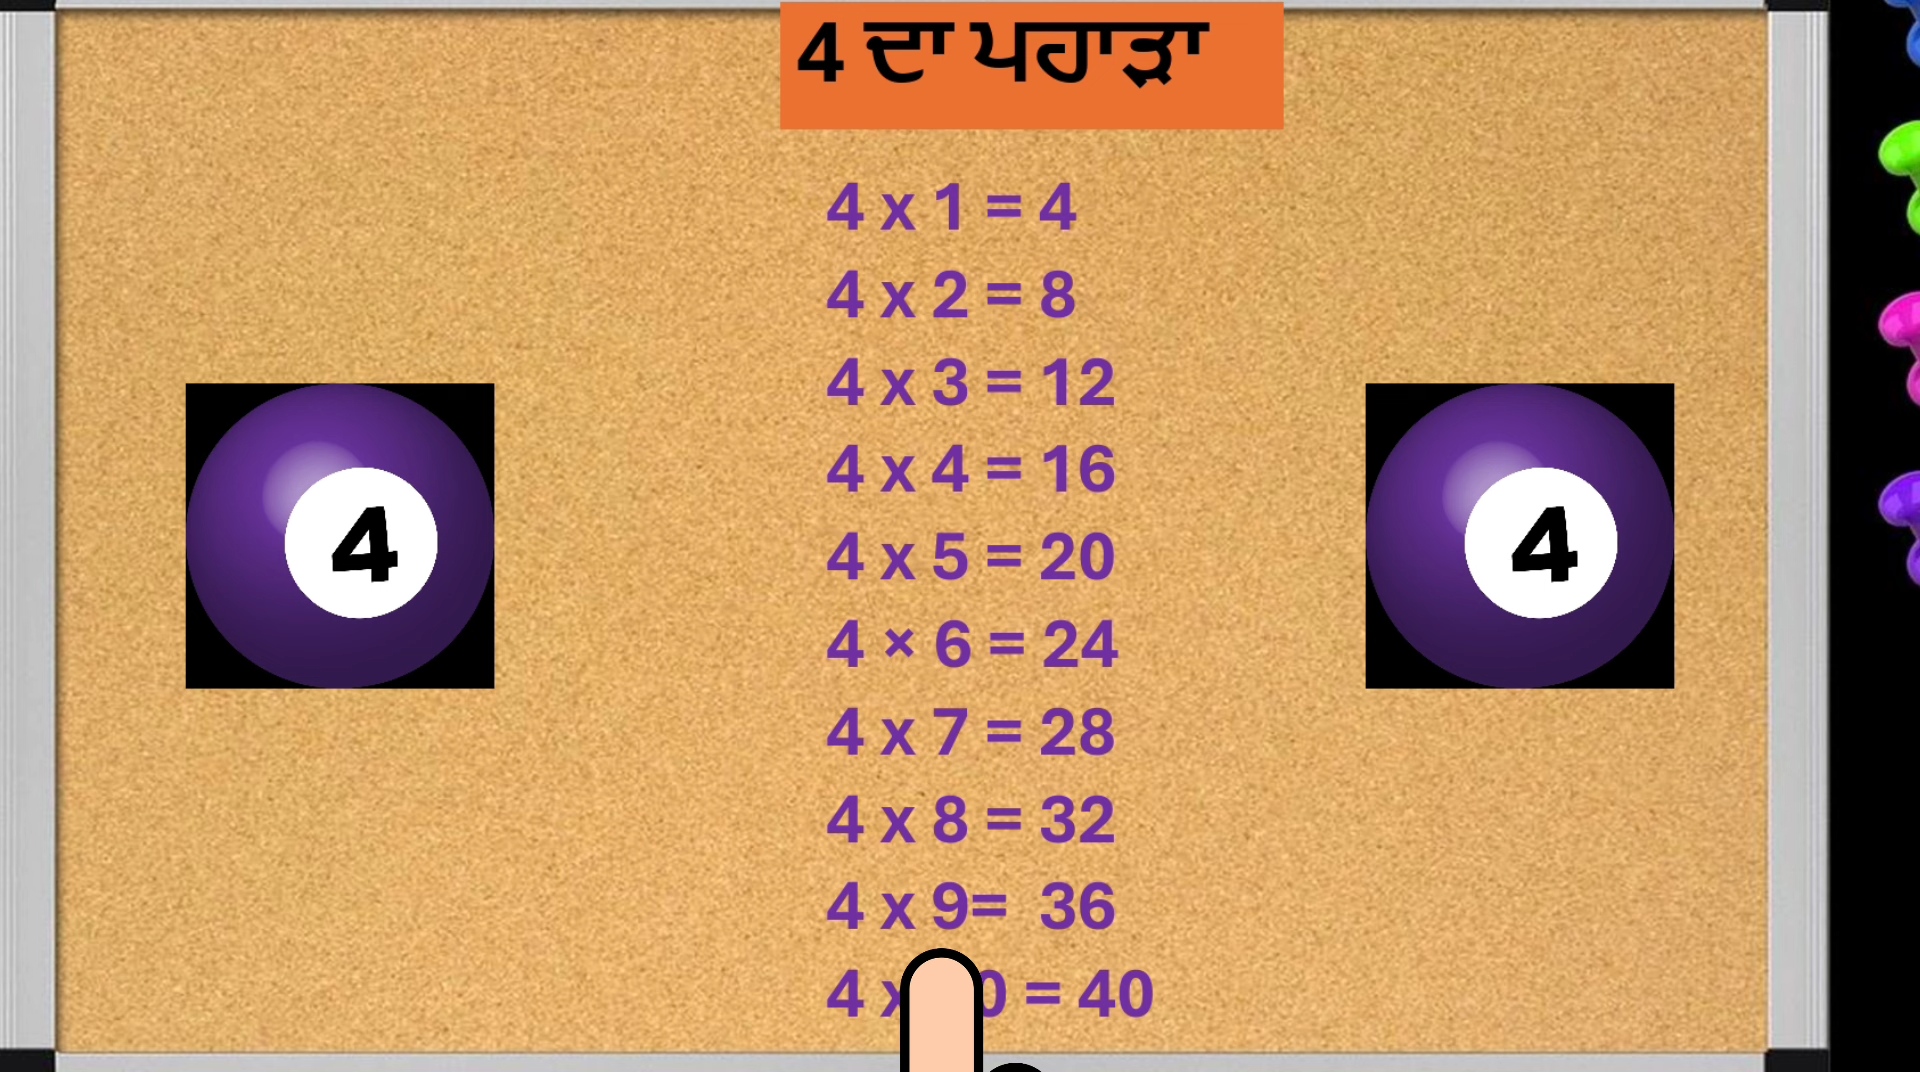 4 ਦਾ ਪਹਾੜਾ
4 x 1 = 4
4 x 2 = 8
4 x 3 = 12
4 x 4 = 16
4 x 5 = 20
4 × 6 = 24
4 x 7 = 28
4 x 8 = 32
4 x 9= 36
4 x 0 = 40
4
4